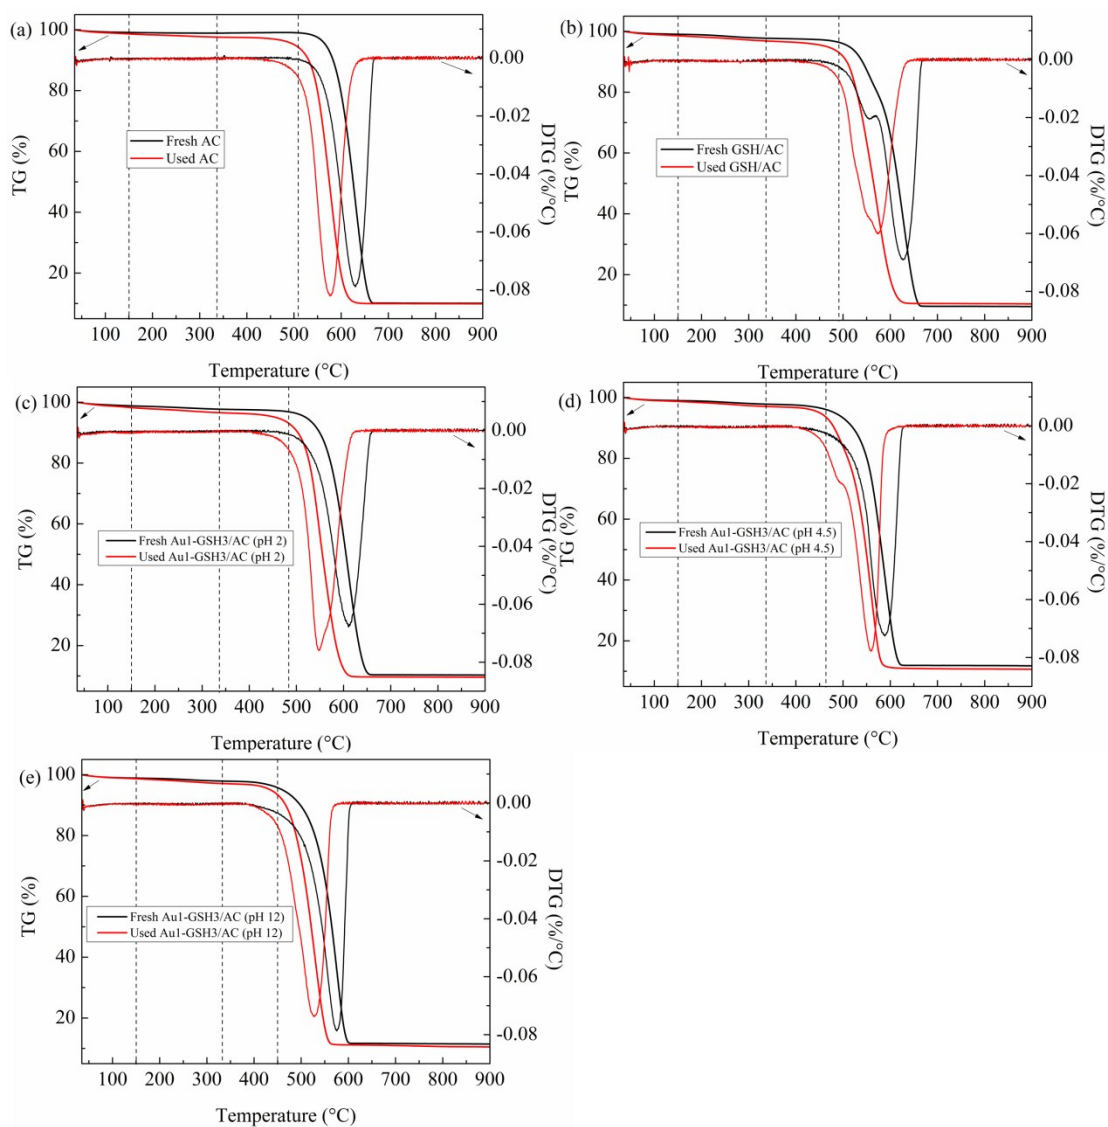 (a)
100
80
60
40
20
TG (%)
Fresh AC
Used AC
0.00
-0.02
-0.04
-0.06
-0.08
DTG (%/°C)
100 200 300 400 500 600 700 800 900
Temperature (°C)
(b)
100
80
60
40
20
TG (%)
Fresh GSH/AC
Used GSH/AC
0.00
-0.02
-0.04
-0.06
-0.08
DTG (%/°C)
100 200 300 400 500 600 700 800 900
Temperature (°C)
(c)
100
80
60
40
20
TG (%)
Fresh Au1-GSH3/AC (pH 2)
Used Au1-GSH3/AC (pH 2)
0.00
-0.02
-0.04
-0.06
-0.08
DTG (%/°C)
100 200 300 400 500 600 700 800 900
Temperature (°C)
(d)
100
80
60
40
20
TG (%)
Fresh Au1-GSH3/AC (pH 4.5)
Used Au1-GSH3/AC (pH 4.5)
0.00
-0.02
-0.04
-0.06
-0.08
DTG (%/°C)
100 200 300 400 500 600 700 800 900
Temperature (°C)
(e)
100
80
60
40
20
TG (%)
Fresh Au1-GSH3/AC (pH 12)
Used Au1-GSH3/AC (pH 12)
0.00
-0.02
-0.04
-0.06
-0.08
DTG (%/°C)
100 200 300 400 500 600 700 800 900
Temperature (°C)